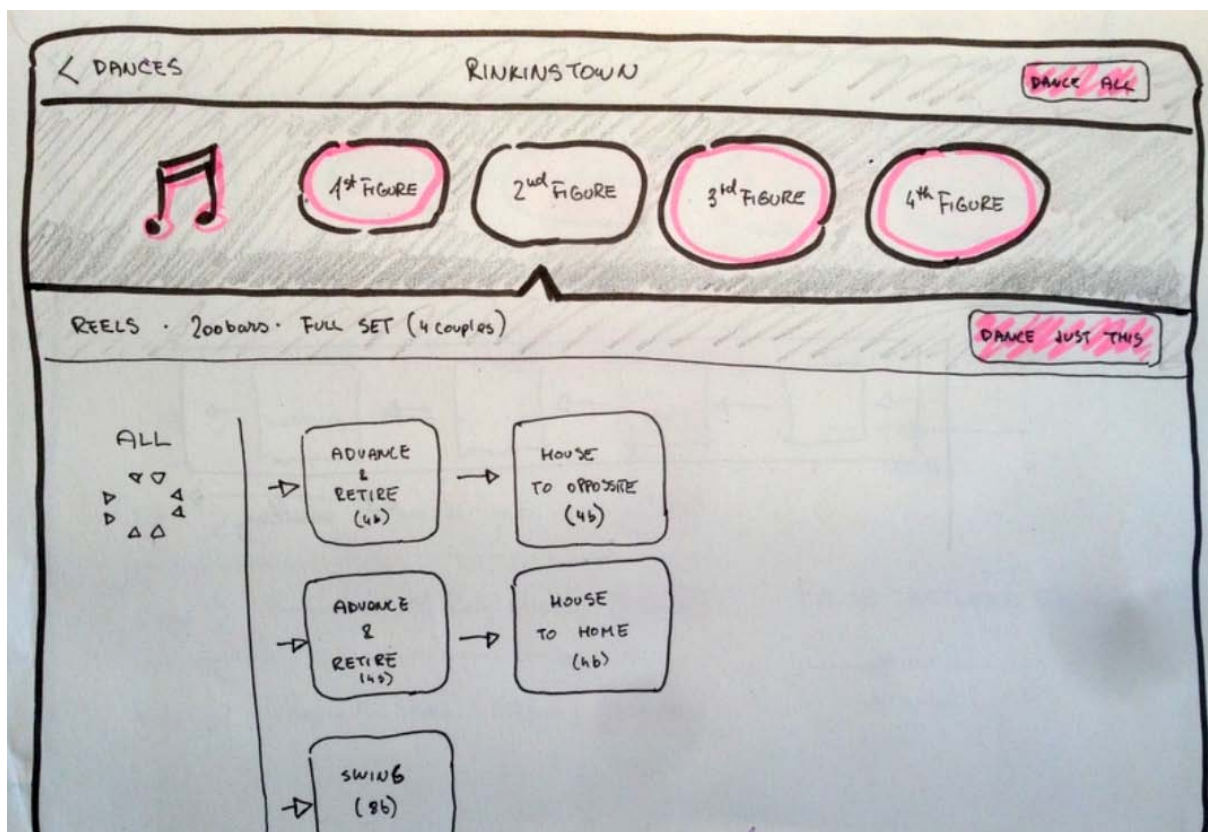 < DANCES
RINKINSTOWN
DANCE ALL
1st FIGURE
2nd FIGURE
3rd FIGURE
4th FIGURE
REELS · 200bars · FULL SET (4 couples)
DANCE JUST THIS
ALL
ADVANCE
&
RETIRE
(4b)
HOUSE
TO OPPOSITE
(4b)
ADVANCE
&
RETIRE
(4b)
HOUSE
TO HOME
(4b)
SWING
(8b)